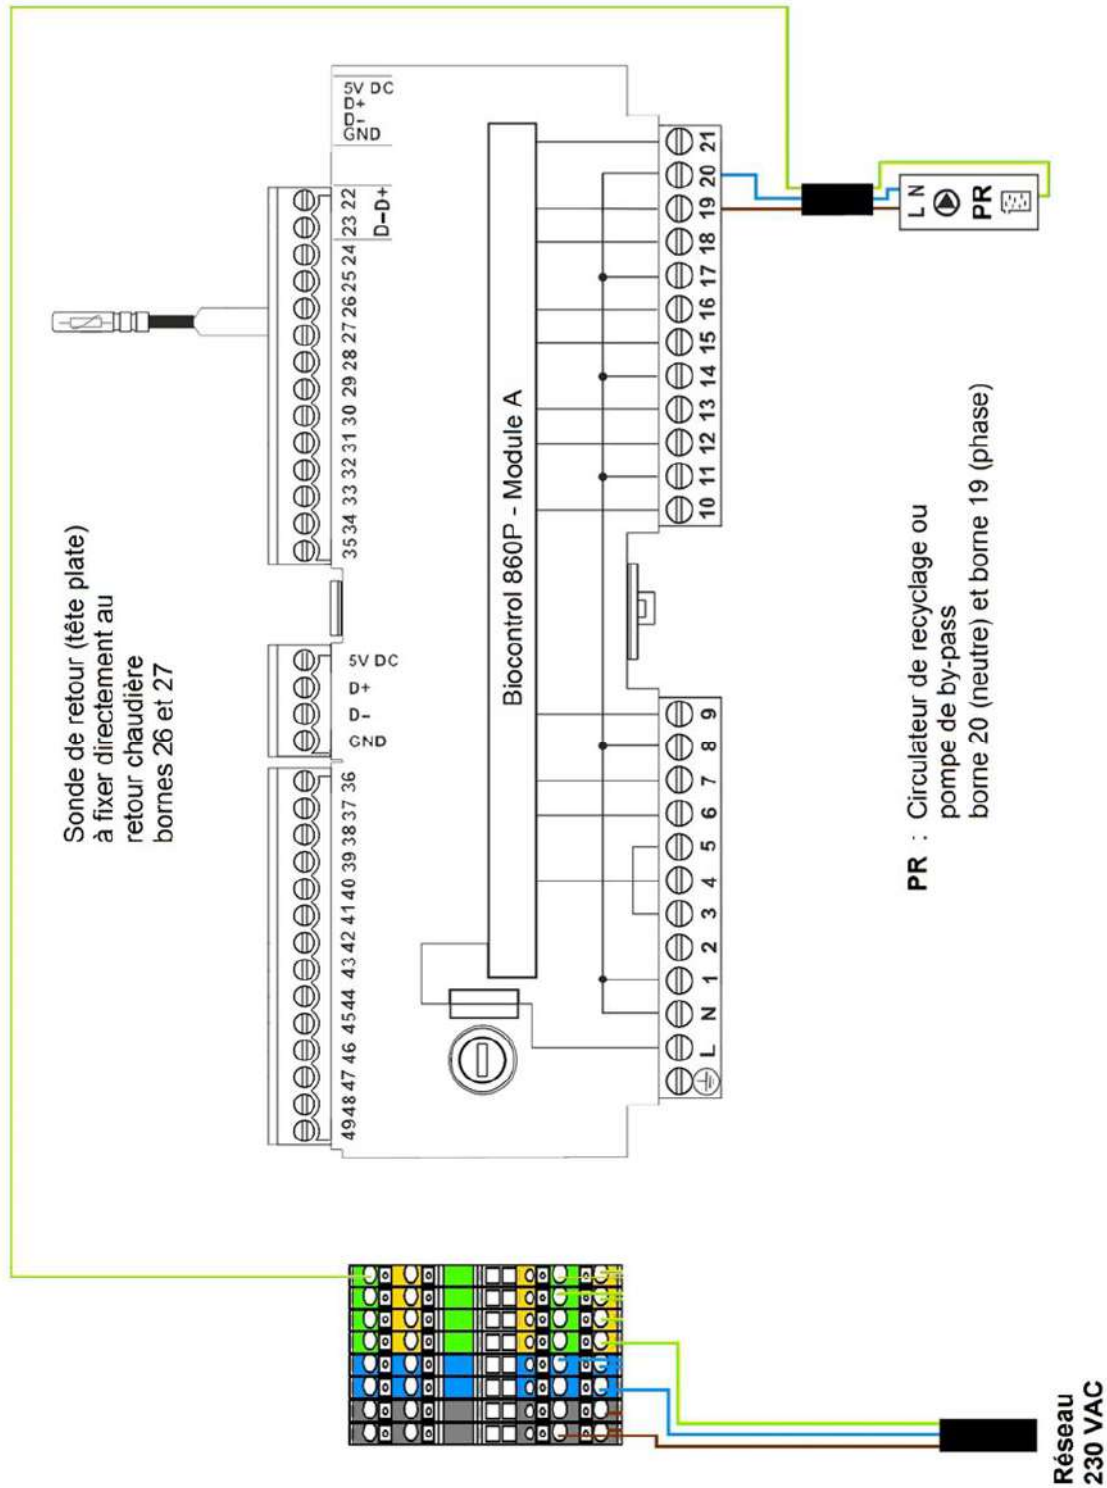 Sonde de retour (tête plate)
à fixer directement au
retour chaudière
bornes 26 et 27
49 48 47 46 45 44 43 42 41 40 39 38 37 36
GND D- D+ 5V DC
35 34 33 32 31 30 29 28 27 26 25 24 23 22
D- D+
5V DC
D+
D-
GND
Biocontrol 860P - Module A
L N 1 2 3 4 5 6 7 8 9
10 11 12 13 14 15 16 17 18 19 20 21
L N
PR
PR : Circulateur de recyclage ou
pompe de by-pass
borne 20 (neutre) et borne 19 (phase)
Réseau
230 VAC